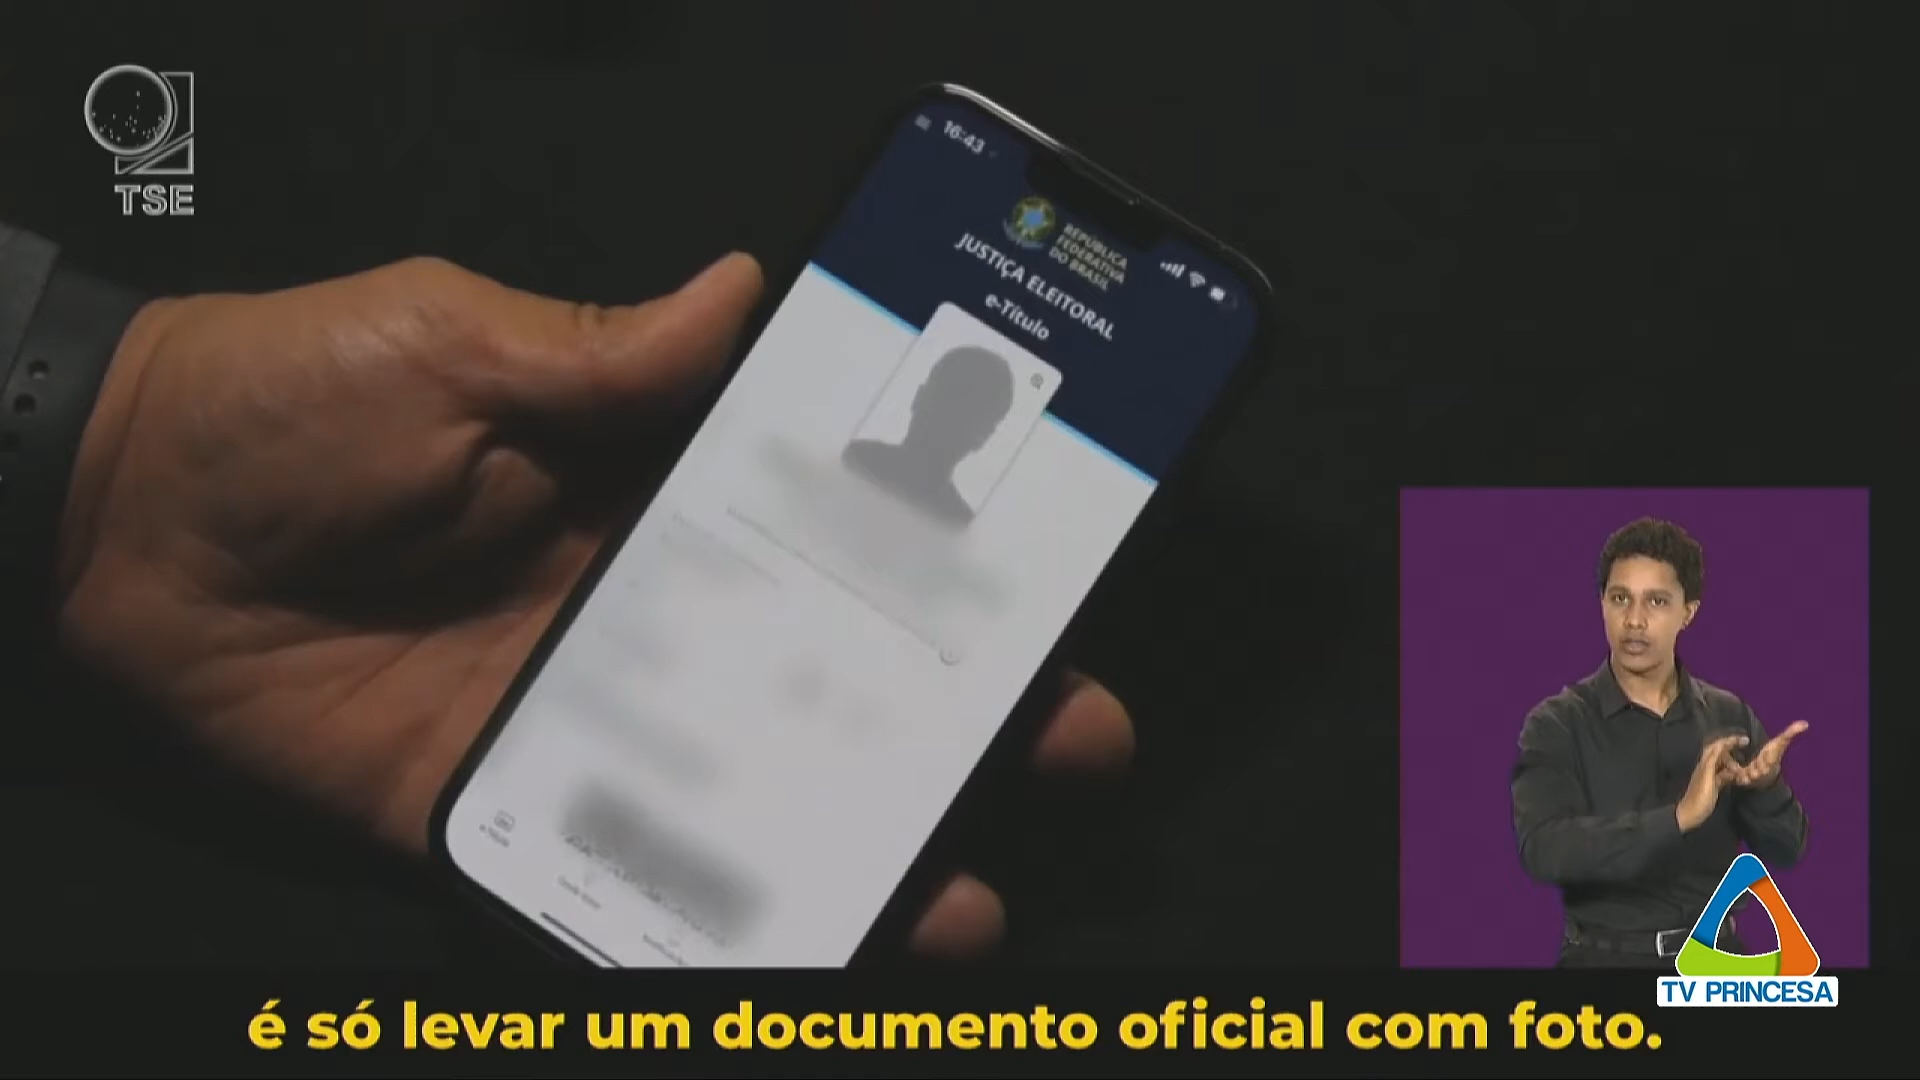 TSE
16:43
REPÚBLICA
FEDERATIVA
DO BRASIL
JUSTIÇA ELEITORAL
e-Título
TV PRINCESA
é só levar um documento oficial com foto.